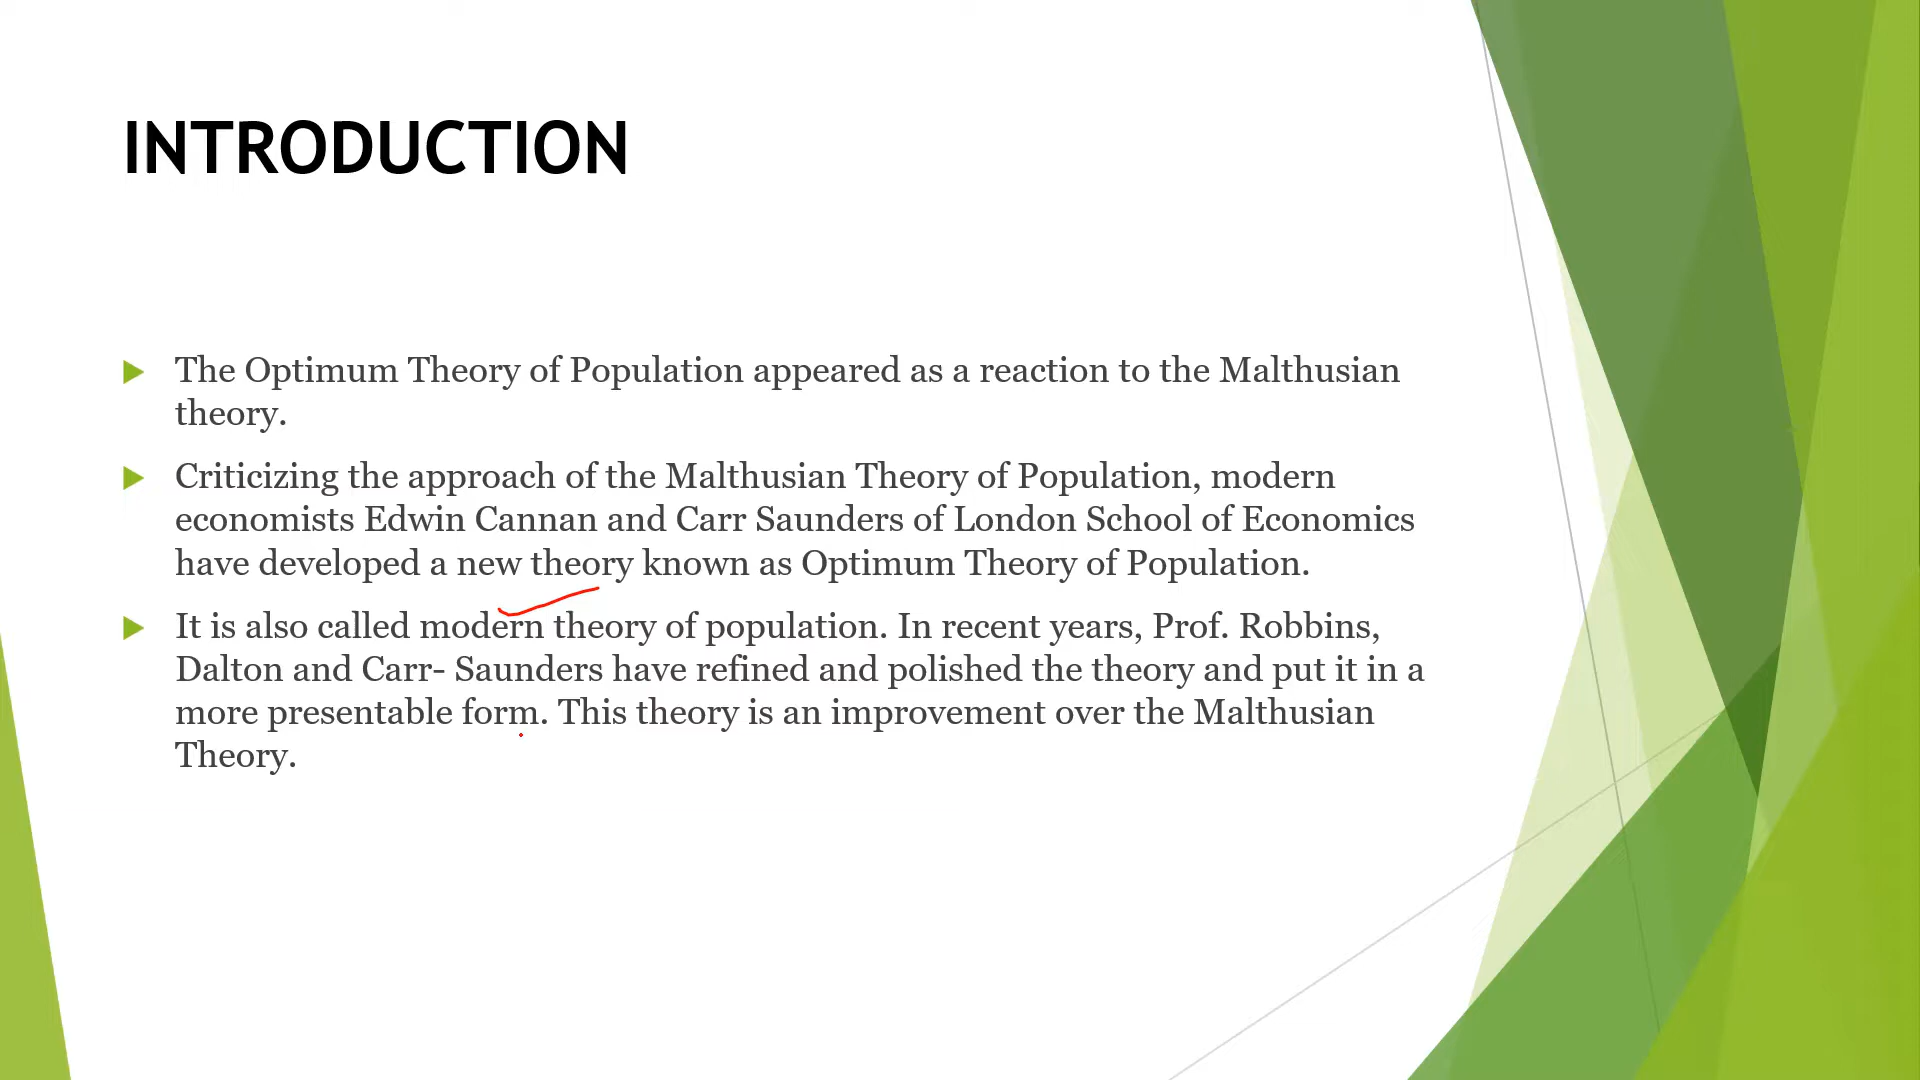 INTRODUCTION
The Optimum Theory of Population appeared as a reaction to the Malthusian
theory.
Criticizing the approach of the Malthusian Theory of Population, modern
economists Edwin Cannan and Carr Saunders of London School of Economics
have developed a new theory known as Optimum Theory of Population.
It is also called modern theory of population. In recent years, Prof. Robbins,
Dalton and Carr- Saunders have refined and polished the theory and put it in a
more presentable form. This theory is an improvement over the Malthusian
Theory.